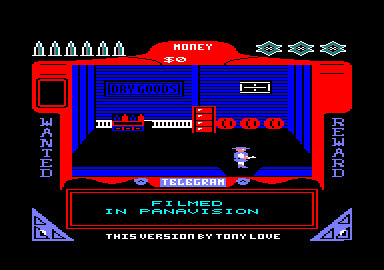 MONEY
$0
DRY GOODS
WANTED
REWARD
TELEGRAM
FILMED
IN PANAVISION
THIS VERSION BY TONY LOVE